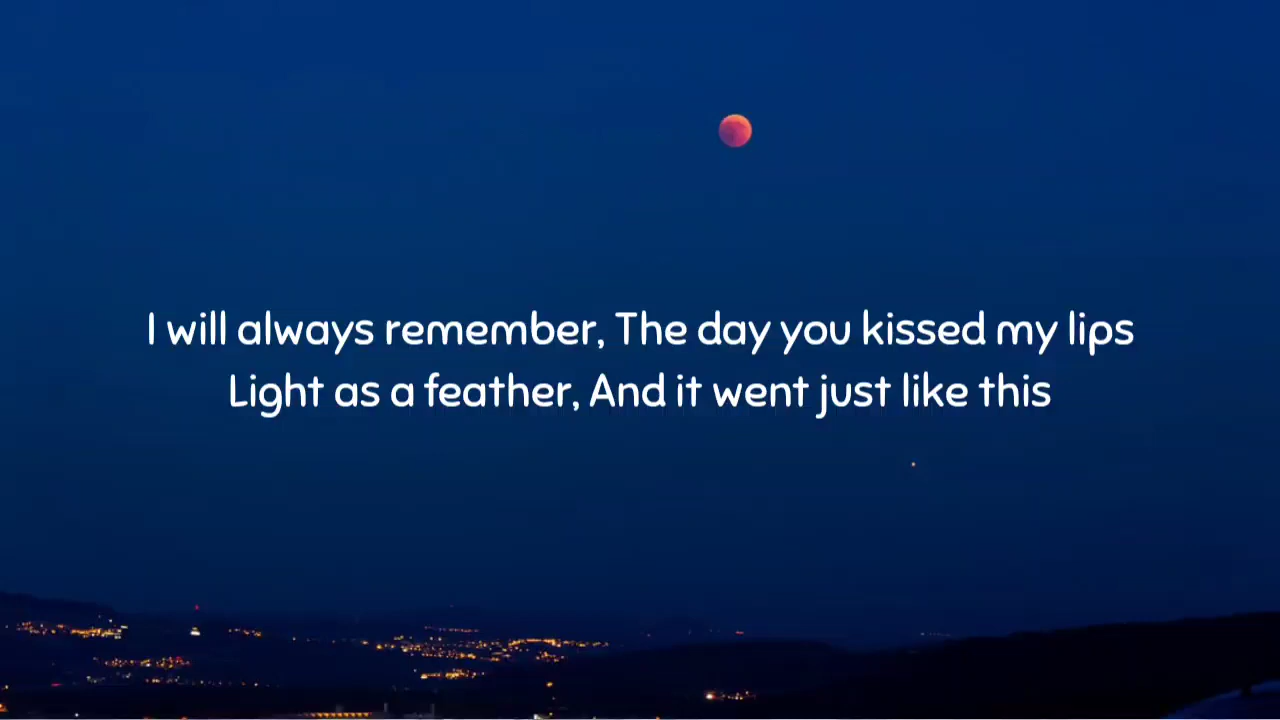 I will always remember, The day you kissed my lips
Light as a feather, And it went just like this